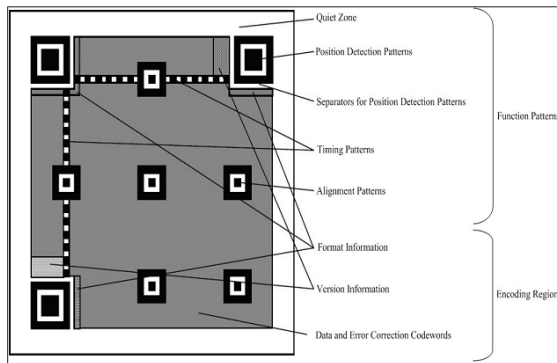 Quiet Zone
Position Detection Patterns
Separators for Position Detection Patterns
Function Patterns
Timing Patterns
Alignment Patterns
Format Information
Version Information
Encoding Region
Data and Error Correction Codewords